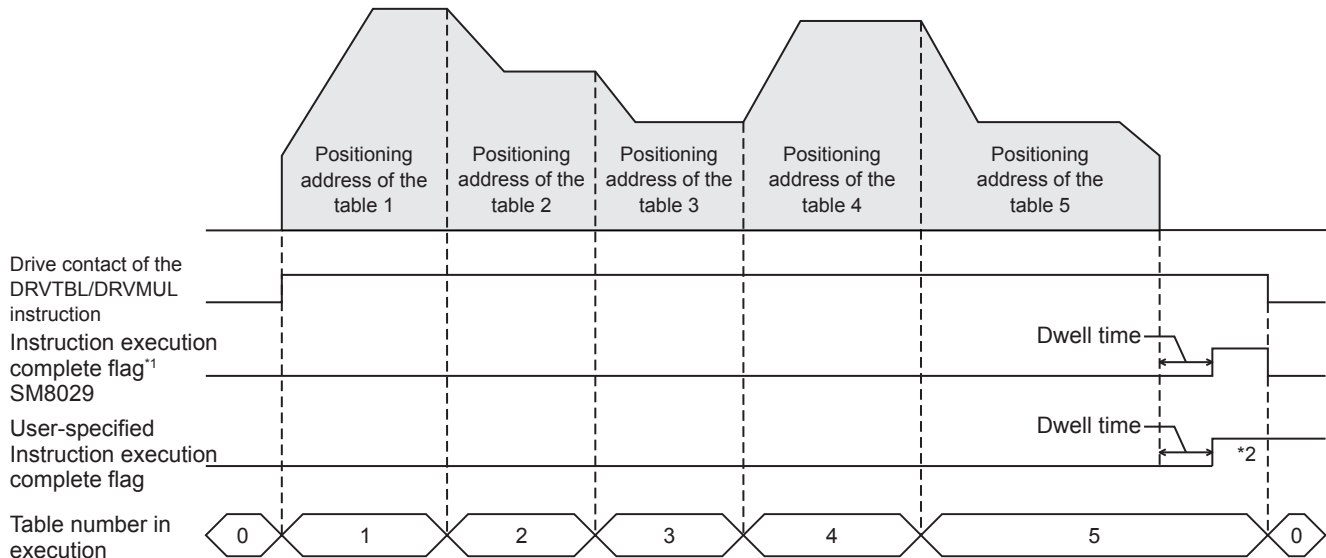 Positioning
address of the
table 1
Positioning
address of the
table 2
Positioning
address of the
table 3
Positioning
address of the
table 4
Positioning
address of the
table 5
Drive contact of the
DRVTBL/DRVMUL
instruction
Instruction execution
complete flag*1
SM8029
Dwell time
User-specified
Instruction execution
complete flag
Dwell time
*2
Table number in
execution
0 1 2 3 4 5 0